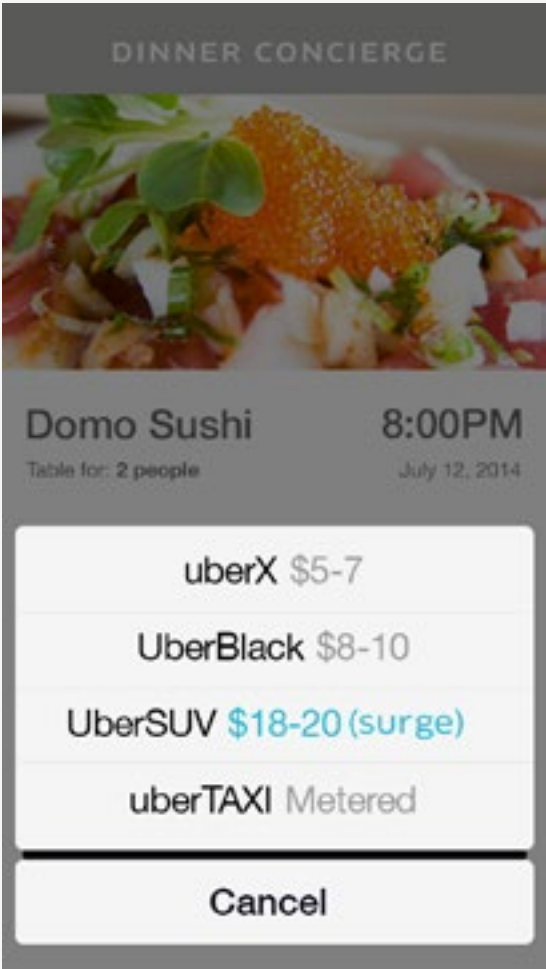 DINNER CONCIERGE
Domo Sushi 8:00PM
Table for: 2 people July 12, 2014
uberX $5-7
UberBlack $8-10
UberSUV $18-20 (surge)
uberTAXI Metered
Cancel